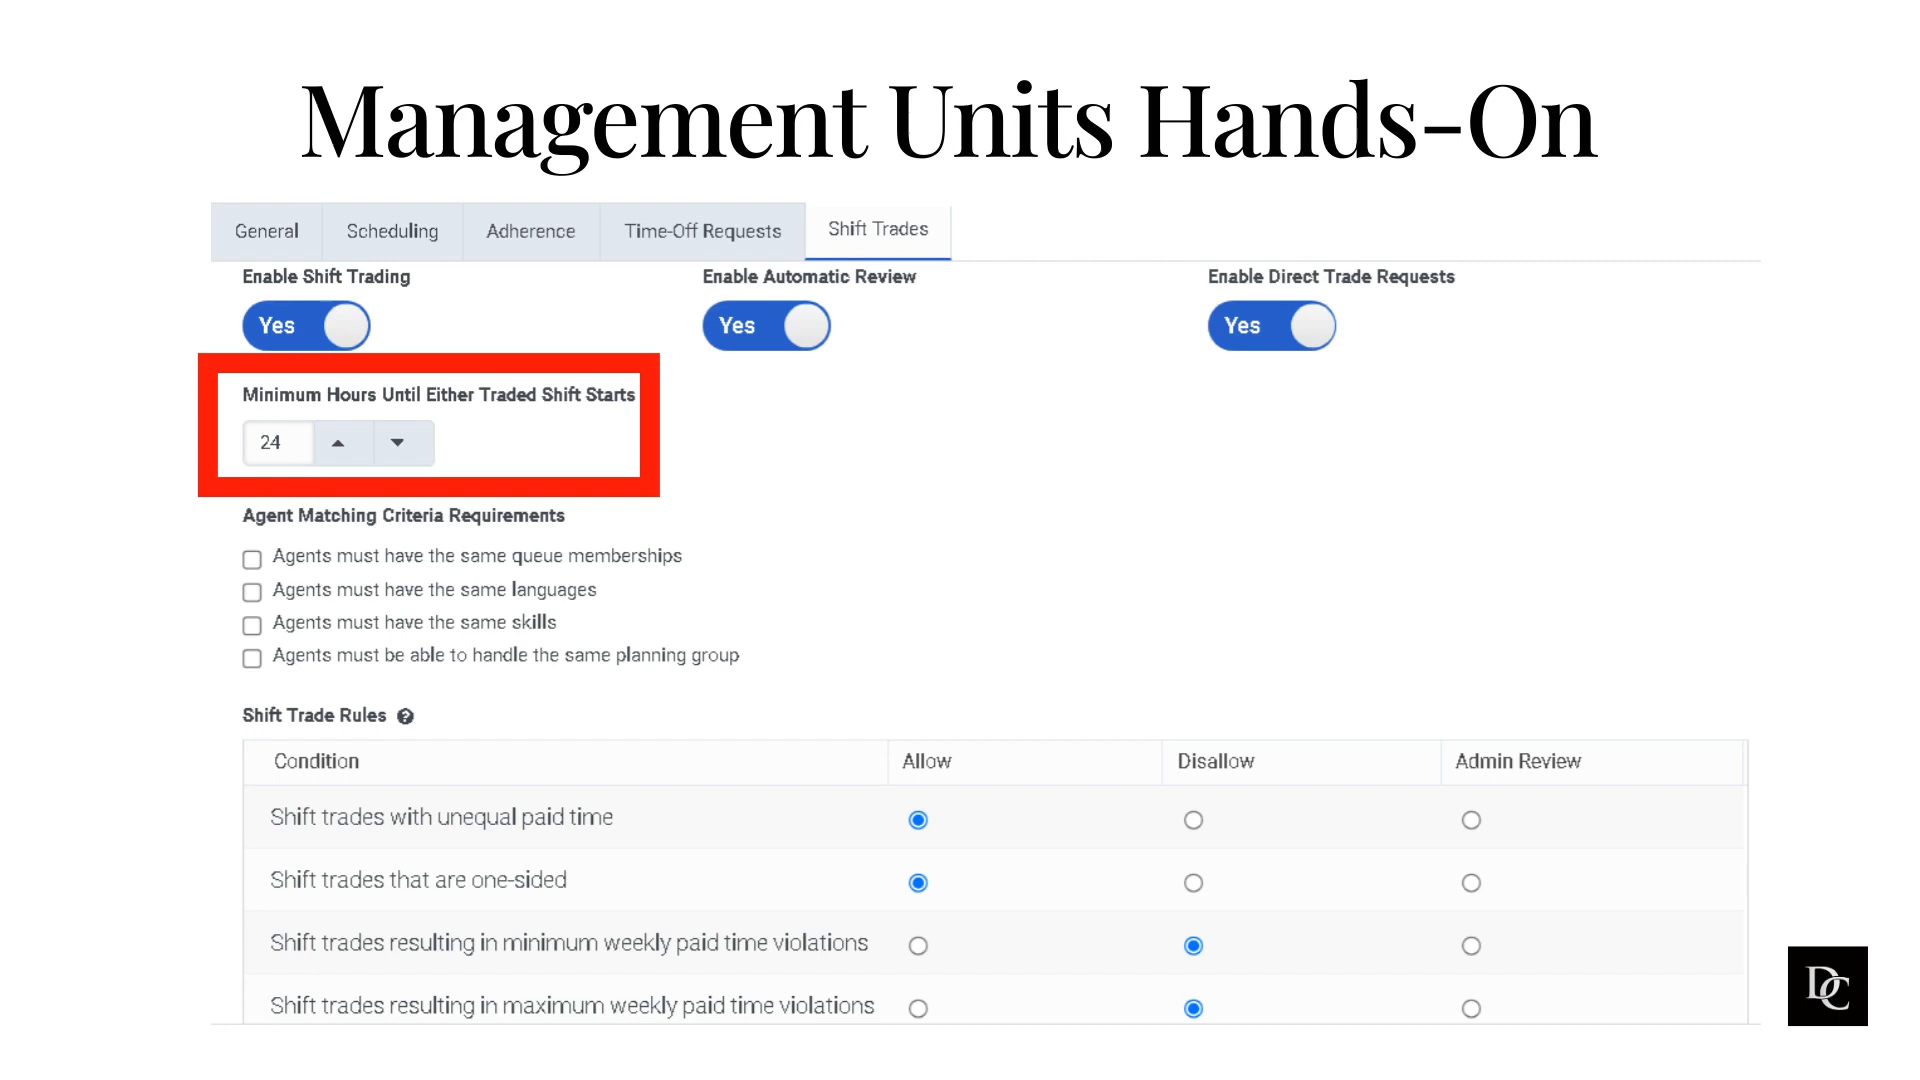 Management Units Hands-On
General Scheduling Adherence Time-Off Requests Shift Trades
Enable Shift Trading Enable Automatic Review Enable Direct Trade Requests
Yes Yes Yes
Minimum Hours Until Either Traded Shift Starts
24
Agent Matching Criteria Requirements
Agents must have the same queue memberships
Agents must have the same languages
Agents must have the same skills
Agents must be able to handle the same planning group
Shift Trade Rules ?
Condition Allow Disallow Admin Review
Shift trades with unequal paid time
Shift trades that are one-sided
Shift trades resulting in minimum weekly paid time violations
Shift trades resulting in maximum weekly paid time violations
DC